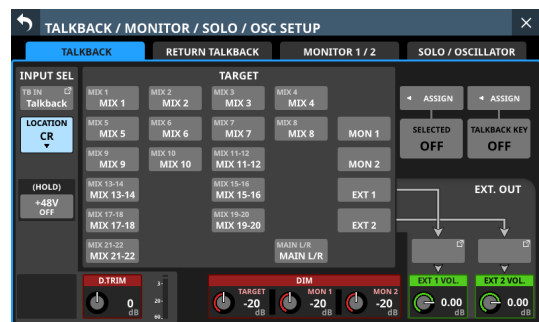 TALKBACK / MONITOR / SOLO / OSC SETUP
TALKBACK
RETURN TALKBACK
MONITOR 1 / 2
SOLO / OSCILLATOR
INPUT SEL
TARGET
TB IN
Talkback
MIX 1
MIX 1
MIX 2
MIX 2
MIX 3
MIX 3
MIX 4
MIX 4
ASSIGN
ASSIGN
LOCATION
CR
MIX 5
MIX 5
MIX 6
MIX 6
MIX 7
MIX 7
MIX 8
MIX 8
MON 1
SELECTED
OFF
TALKBACK KEY
OFF
MIX 9
MIX 9
MIX 10
MIX 10
MIX 11-12
MIX 11-12
MON 2
(HOLD)
+48V
OFF
MIX 13-14
MIX 13-14
MIX 15-16
MIX 15-16
EXT 1
EXT. OUT
MIX 17-18
MIX 17-18
MIX 19-20
MIX 19-20
EXT 2
MIX 21-22
MIX 21-22
MAIN L/R
MAIN L/R
D.TRIM
0
dB
3-
20-
60.
DIM
TARGET
-20
dB
MON 1
-20
dB
MON 2
-20
dB
EXT 1 VOL.
0.00
dB
EXT 2 VOL.
0.00
dB